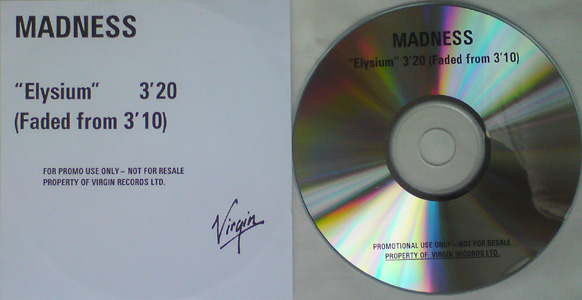 MADNESS
"Elysium" 3'20
(Faded from 3'10)
FOR PROMO USE ONLY – NOT FOR RESALE
PROPERTY OF VIRGIN RECORDS LTD.
Virgin
MADNESS
"Elysium" 3'20 (Faded from 3'10)
PROMOTIONAL USE ONLY – NOT FOR RESALE
PROPERTY OF VIRGIN RECORDS LTD.